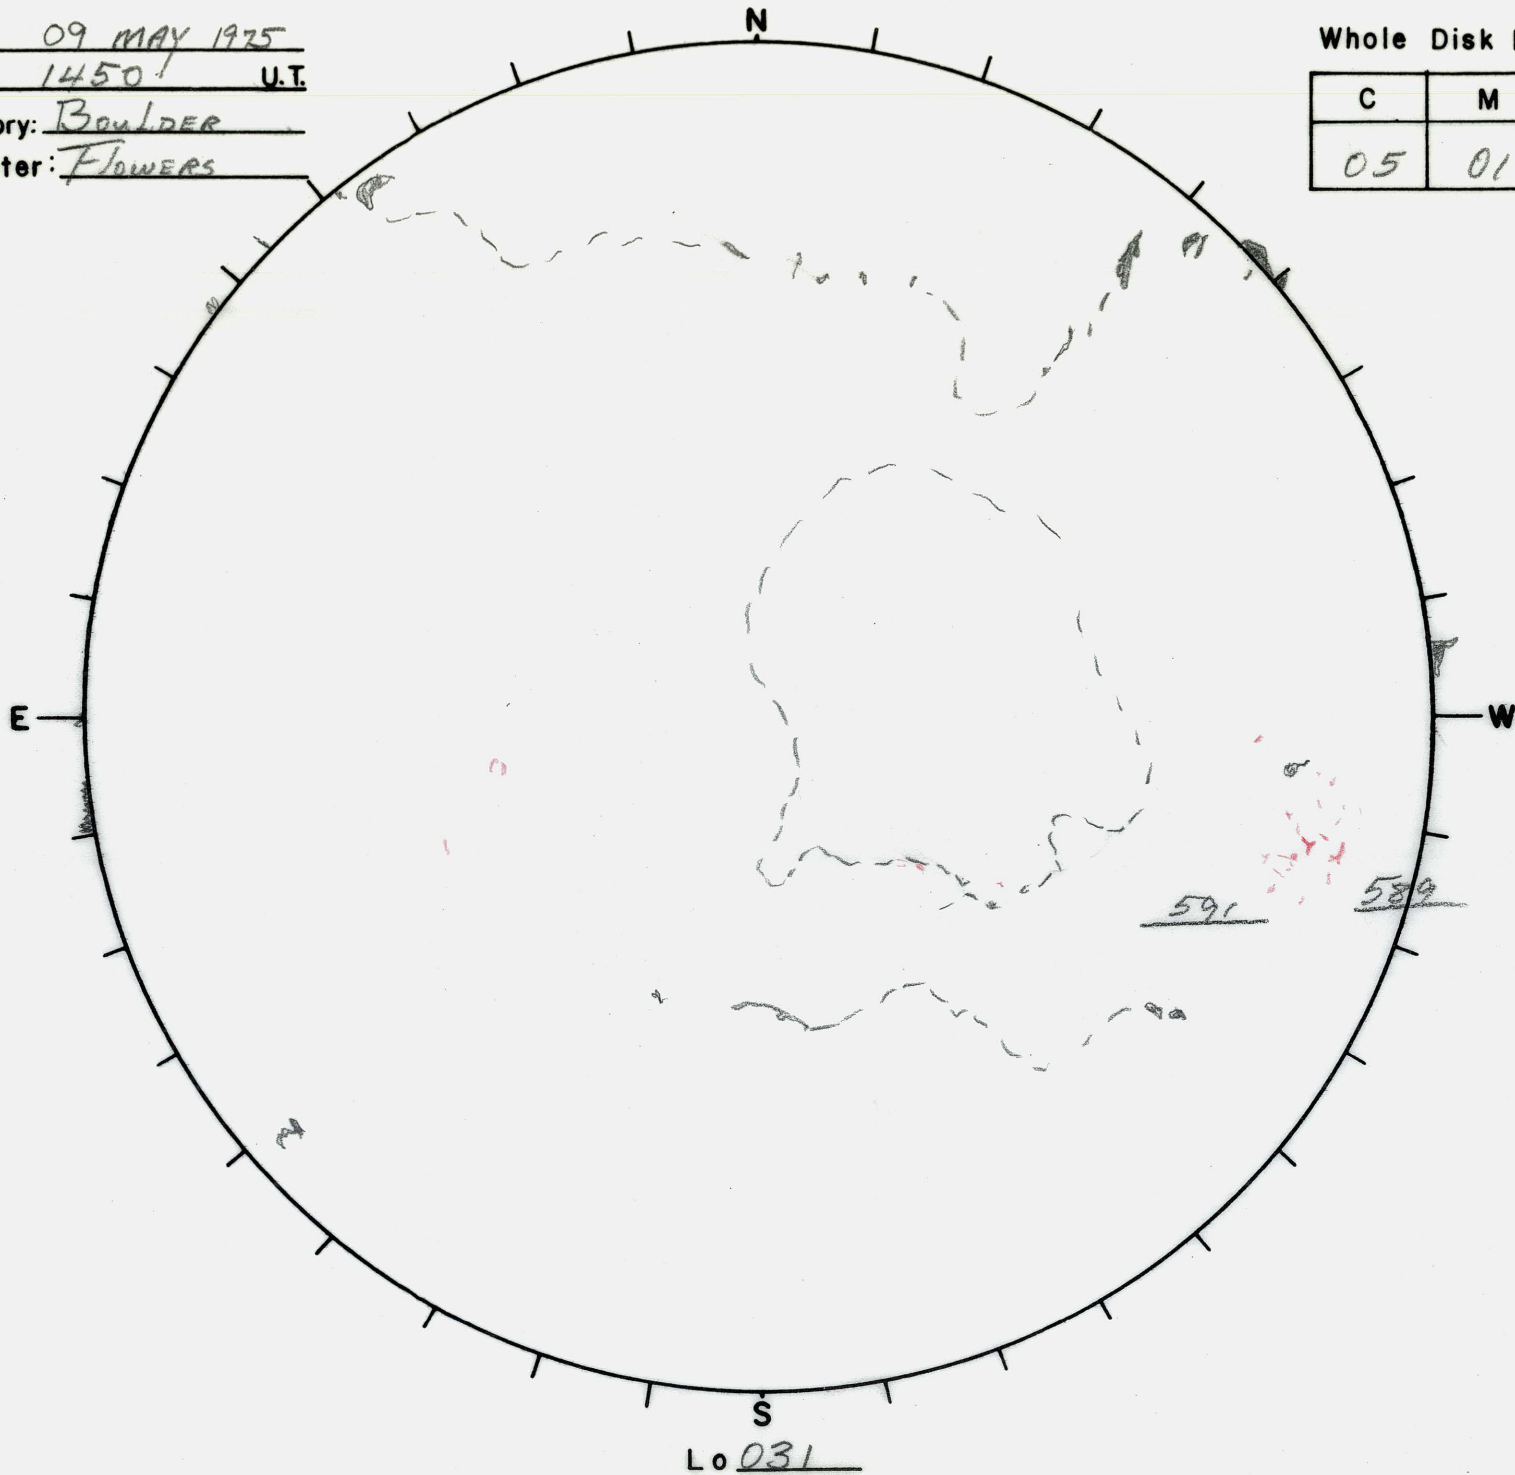 09 MAY 1975
1450 U.T.
ory: BOULDER
ter: Flowers
N
Whole Disk
C M
05 01
E
W
591
589
S
Lo 031